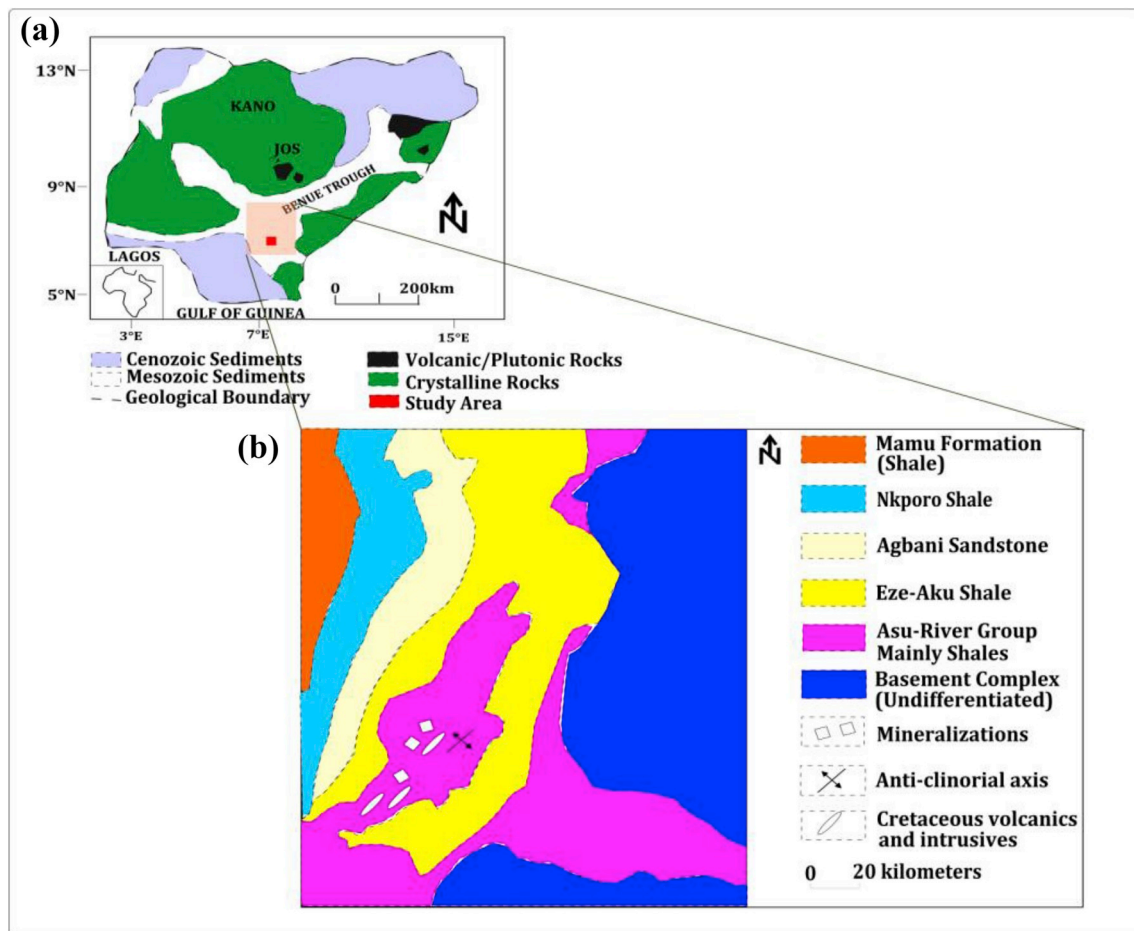 (a)
13°N
9°N
5°N
KANO
JOS
BENUE TROUGH
N
LAGOS
0 200km
GULF OF GUINEA
3°E 7°E 15°E
Cenozoic Sediments
Mesozoic Sediments
Geological Boundary
Volcanic/Plutonic Rocks
Crystalline Rocks
Study Area
(b)
N
Mamu Formation
(Shale)
Nkporo Shale
Agbani Sandstone
Eze-Aku Shale
Asu-River Group
Mainly Shales
Basement Complex
(Undifferentiated)
Mineralizations
Anti-clinorial axis
Cretaceous volcanics
and intrusives
0 20 kilometers